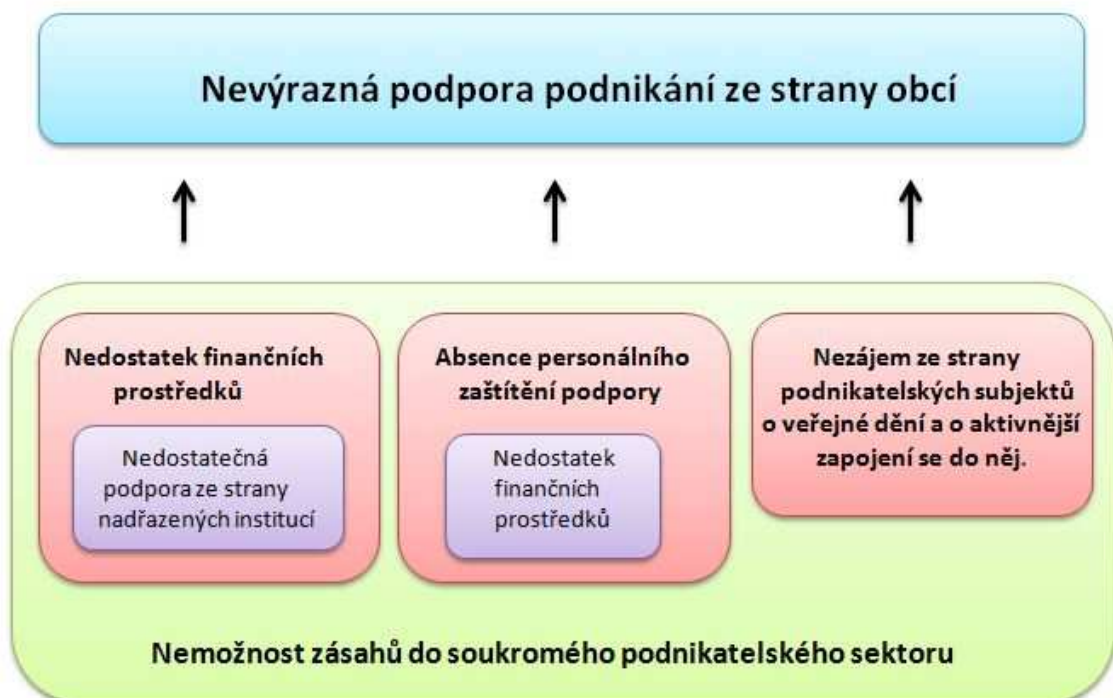 Nevýrazná podpora podnikání ze strany obcí
Nedostatek finančních
prostředků
Nedostatečná
podpora ze strany
nadřazených institucí
Absence personálního
zaštítění podpory
Nedostatek
finančních
prostředků
Nezájem ze strany
podnikatelských subjektů
o veřejné dění a o aktivnější
zapojení se do něj.
Nemožnost zásahů do soukromého podnikatelského sektoru